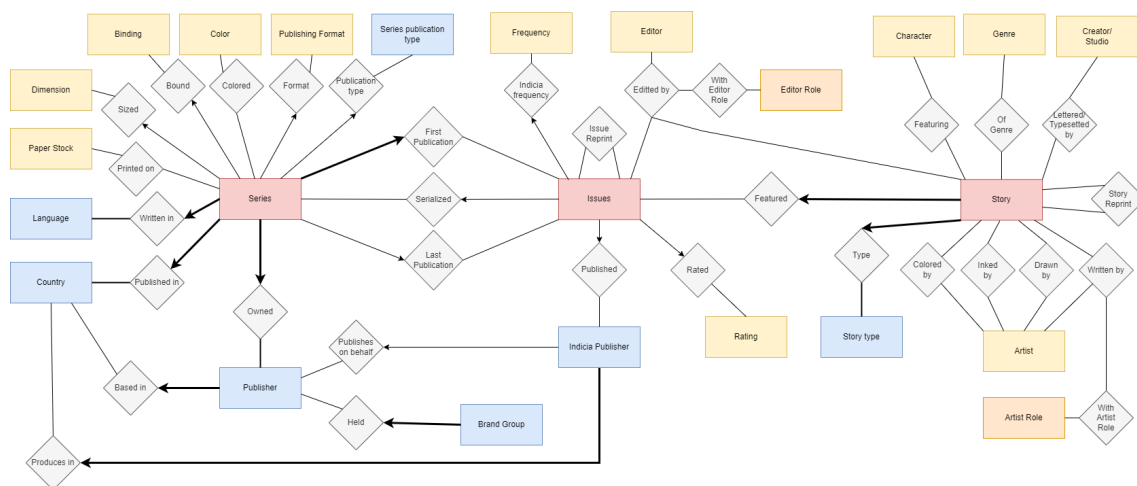 Binding
Color
Publishing Format
Series publication
type
Frequency
Editor
Character
Genre
Creator/
Studio
Dimension
Sized
Bound
Colored
Format
Publication
type
Indicia
frequency
Editted by
With
Editor
Role
Editor Role
Paper Stock
Printed on
First
Publication
Issue
Reprint
Featuring
Of
Genre
Lettered/
Typesetted
by
Language
Written in
Series
Serialized
Issues
Featured
Story
Story
Reprint
Country
Published in
Last
Publication
Published
Rated
Type
Colored
by
Inked
by
Drawn
by
Written by
Owned
Publishes
on behalf
Indicia Publisher
Rating
Story type
Artist
Based in
Publisher
Held
Brand Group
Artist Role
With
Artist
Role
Produces in